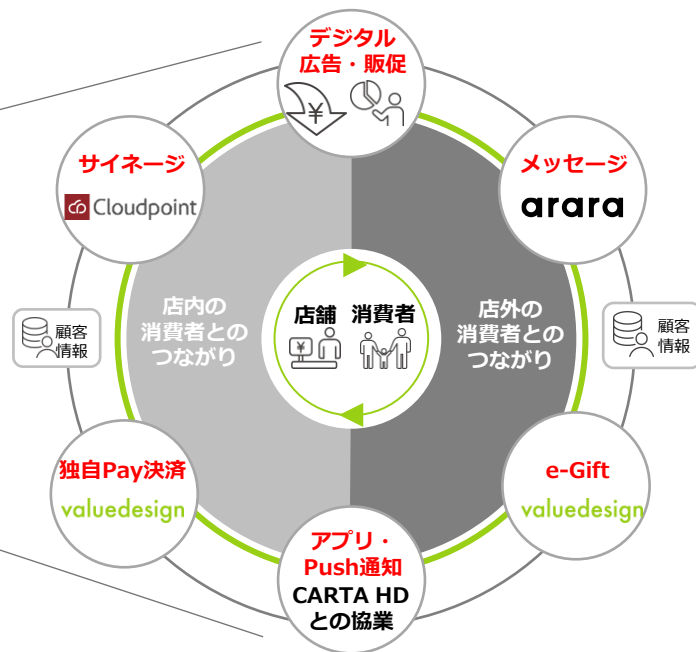 デジタル
広告・販促
¥
サイネージ
Cloudpoint
メッセージ
arara
店内の
消費者との
つながり
店舗 消費者
¥
店外の
消費者との
つながり
顧客
情報
顧客
情報
独自Pay決済
valuedesign
e-Gift
valuedesign
アプリ・
Push通知
CARTA HD
との協業